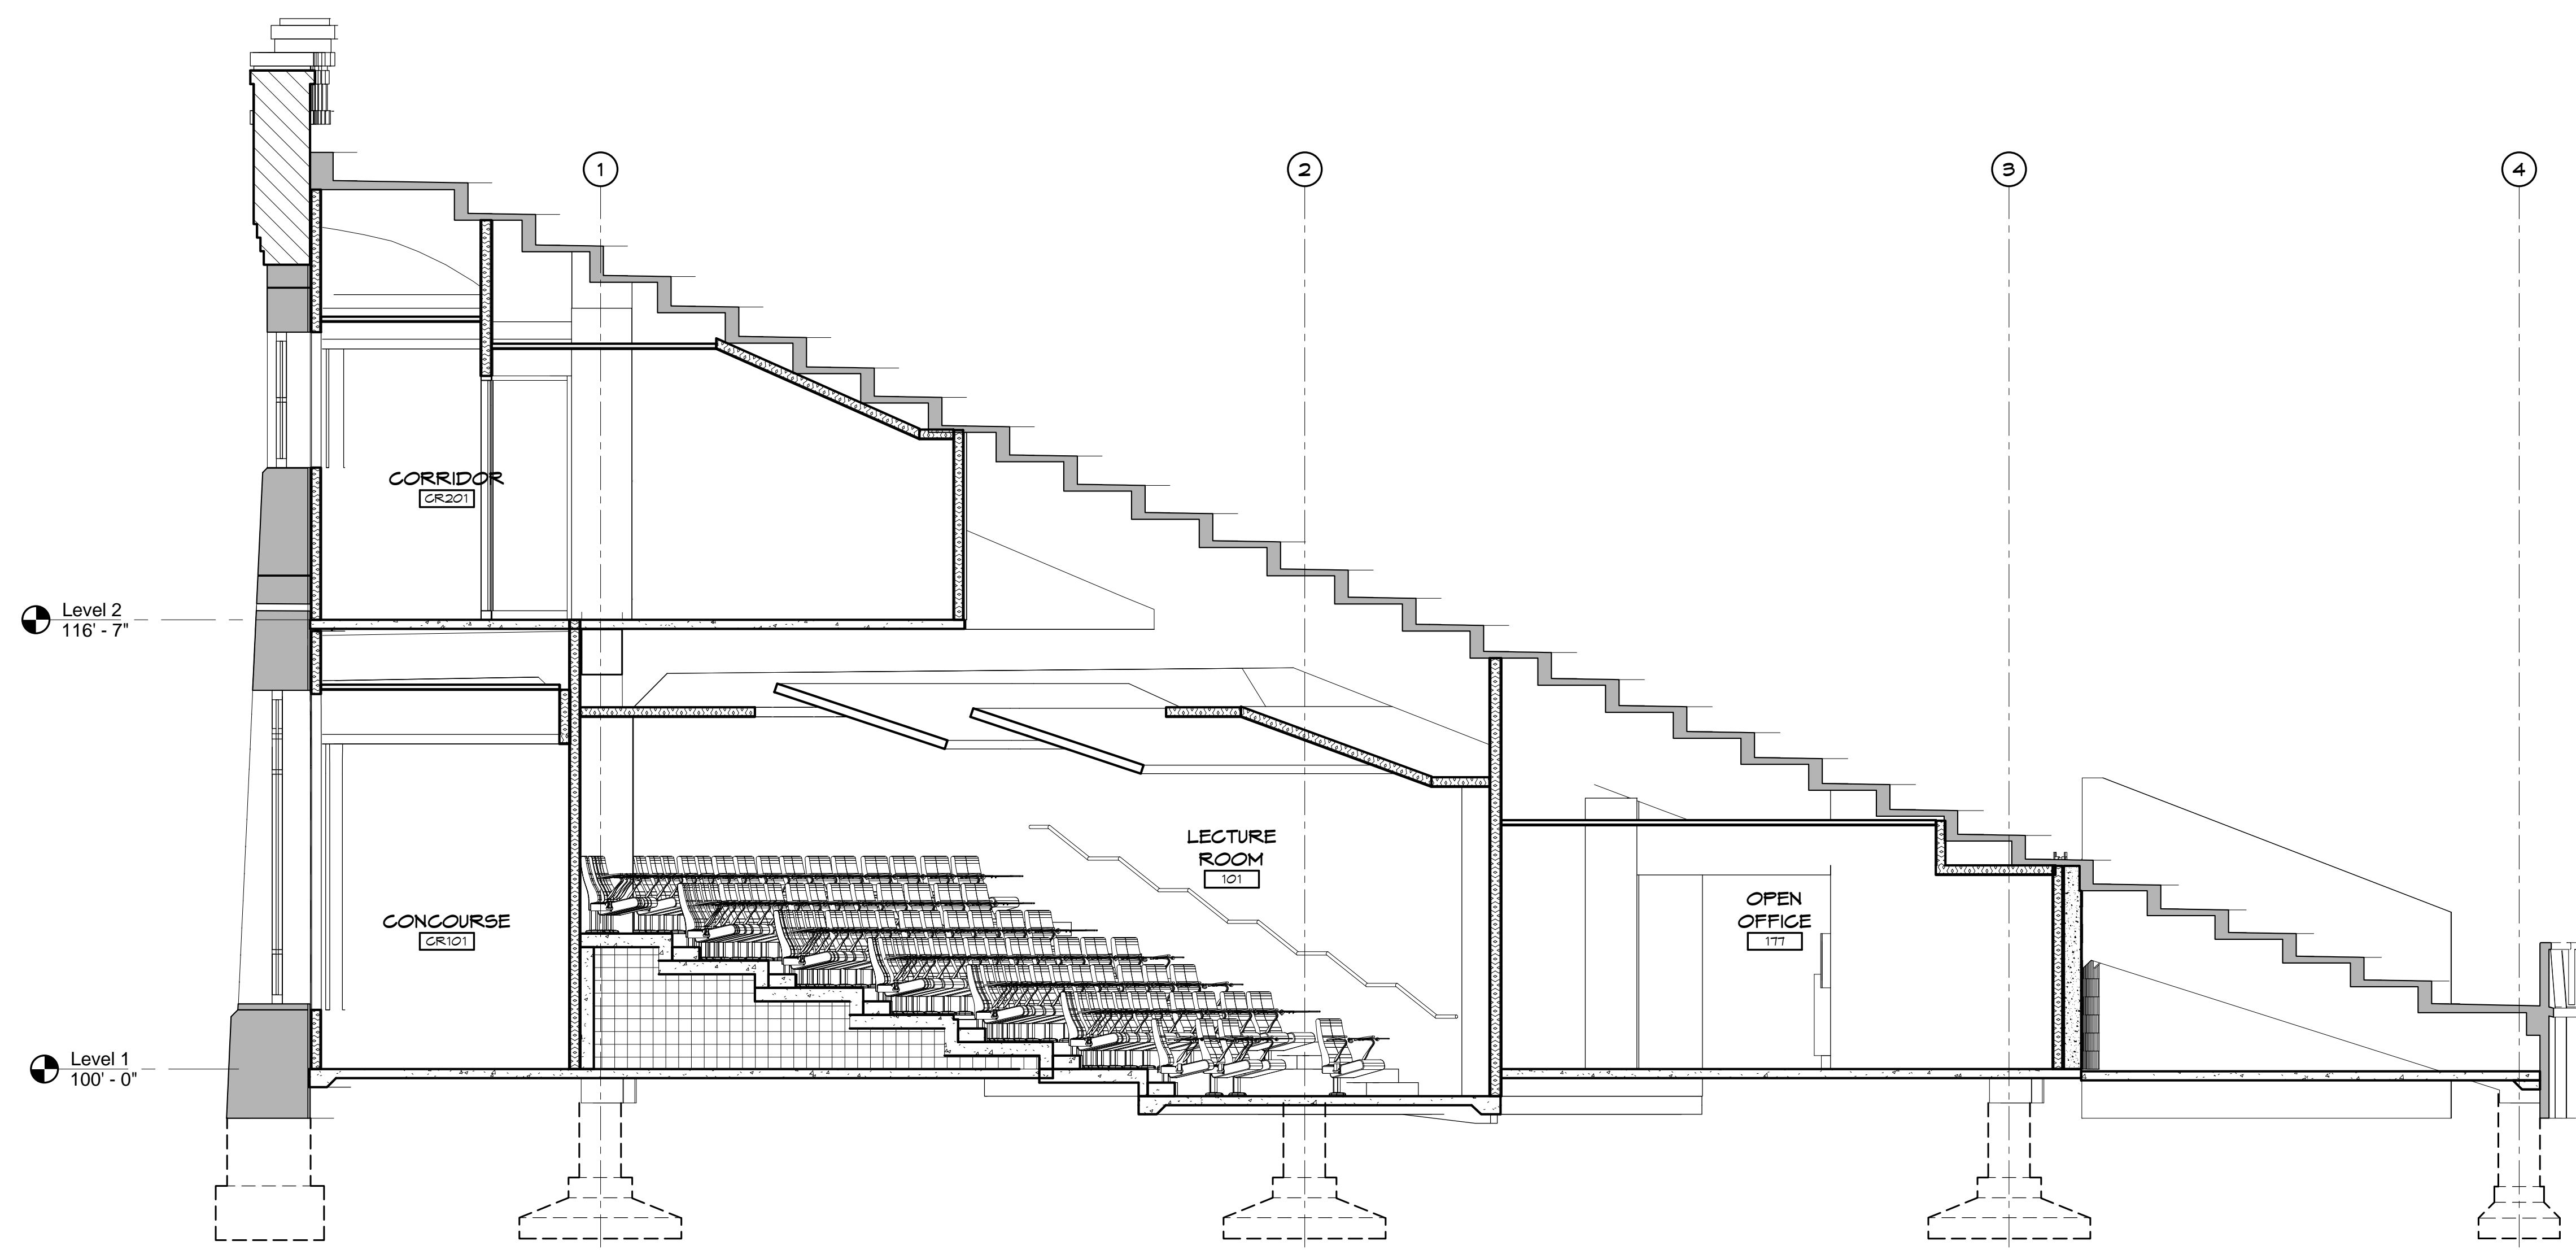 1
2
3
4
CORRIDOR
CR201
Level 2
116' - 7"
LECTURE
ROOM
101
OPEN
OFFICE
177
CONCOURSE
CR101
Level 1
100' - 0"